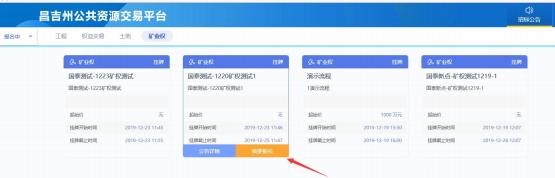 昌吉州公共资源交易平台
招标公告
报名中 工程 权益交易 土地 矿业权
矿业权 挂牌 矿业权 挂牌 矿业权 挂牌 矿业权 挂牌
国泰测试-1223矿权测试 国泰测试-1220矿权测试1 演示流程 国泰新点-矿权测试1219-1
国泰测试-1223矿权测试 国泰测试-1220矿权测试1 1演示流程 国泰新点-矿权测试1219-1
起始价 元 起始价 元 起始价 1000 万元 起始价 元
挂牌开始时间 2019-12-23 11:45 挂牌开始时间 2019-12-23 11:46 挂牌开始时间 2019-12-19 15:50 挂牌开始时间 2019-12-19 12:07
挂牌截止时间 2019-12-23 11:55 挂牌截止时间 2019-12-23 11:47 挂牌截止时间 2019-12-19 16:00 挂牌截止时间 2019-12-26 12:07
公告详情 我要报名